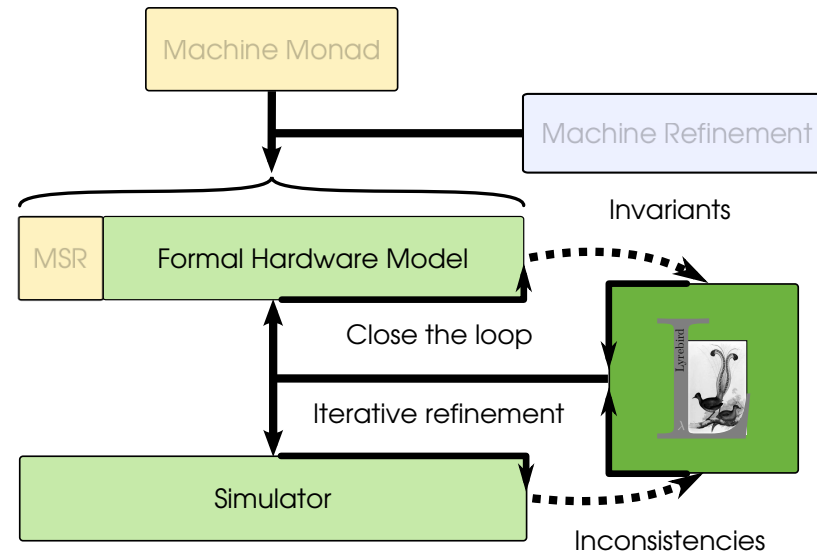 Machine Monad
Machine Refinement
Invariants
MSR
Formal Hardware Model
Close the loop
Lyrebird
L
λ
Iterative refinement
Simulator
Inconsistencies